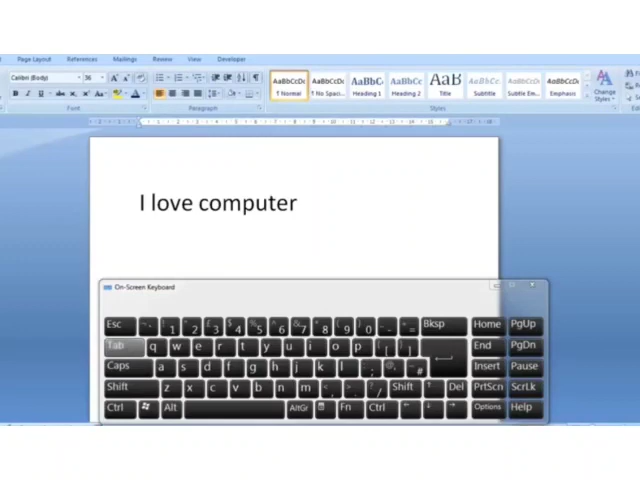 Page Layout References Mailings Review View Developer
Calibri (Body) 36
AaBbCcDc AaBbCcDc AaBbC AaBbCc AaB AaBbCc. AaBbCcDc AaBbCcDc
¶ Normal ¶ No Spaci... Heading 1 Heading 2 Title Subtitle Subtle Em... Emphasis
Change Styles
Font Paragraph Styles
I love computer
On-Screen Keyboard
Esc 1 2 3 4 5 6 7 8 9 0 - = Bksp Home PgUp
Tab q w e r t y u i o p [ ] End PgDn
Caps a s d f g h j k l ; ' # Insert Pause
Shift z x c v b n m , . / Shift Del PrtScn ScrLk
Ctrl Alt AltGr Fn Ctrl Options Help